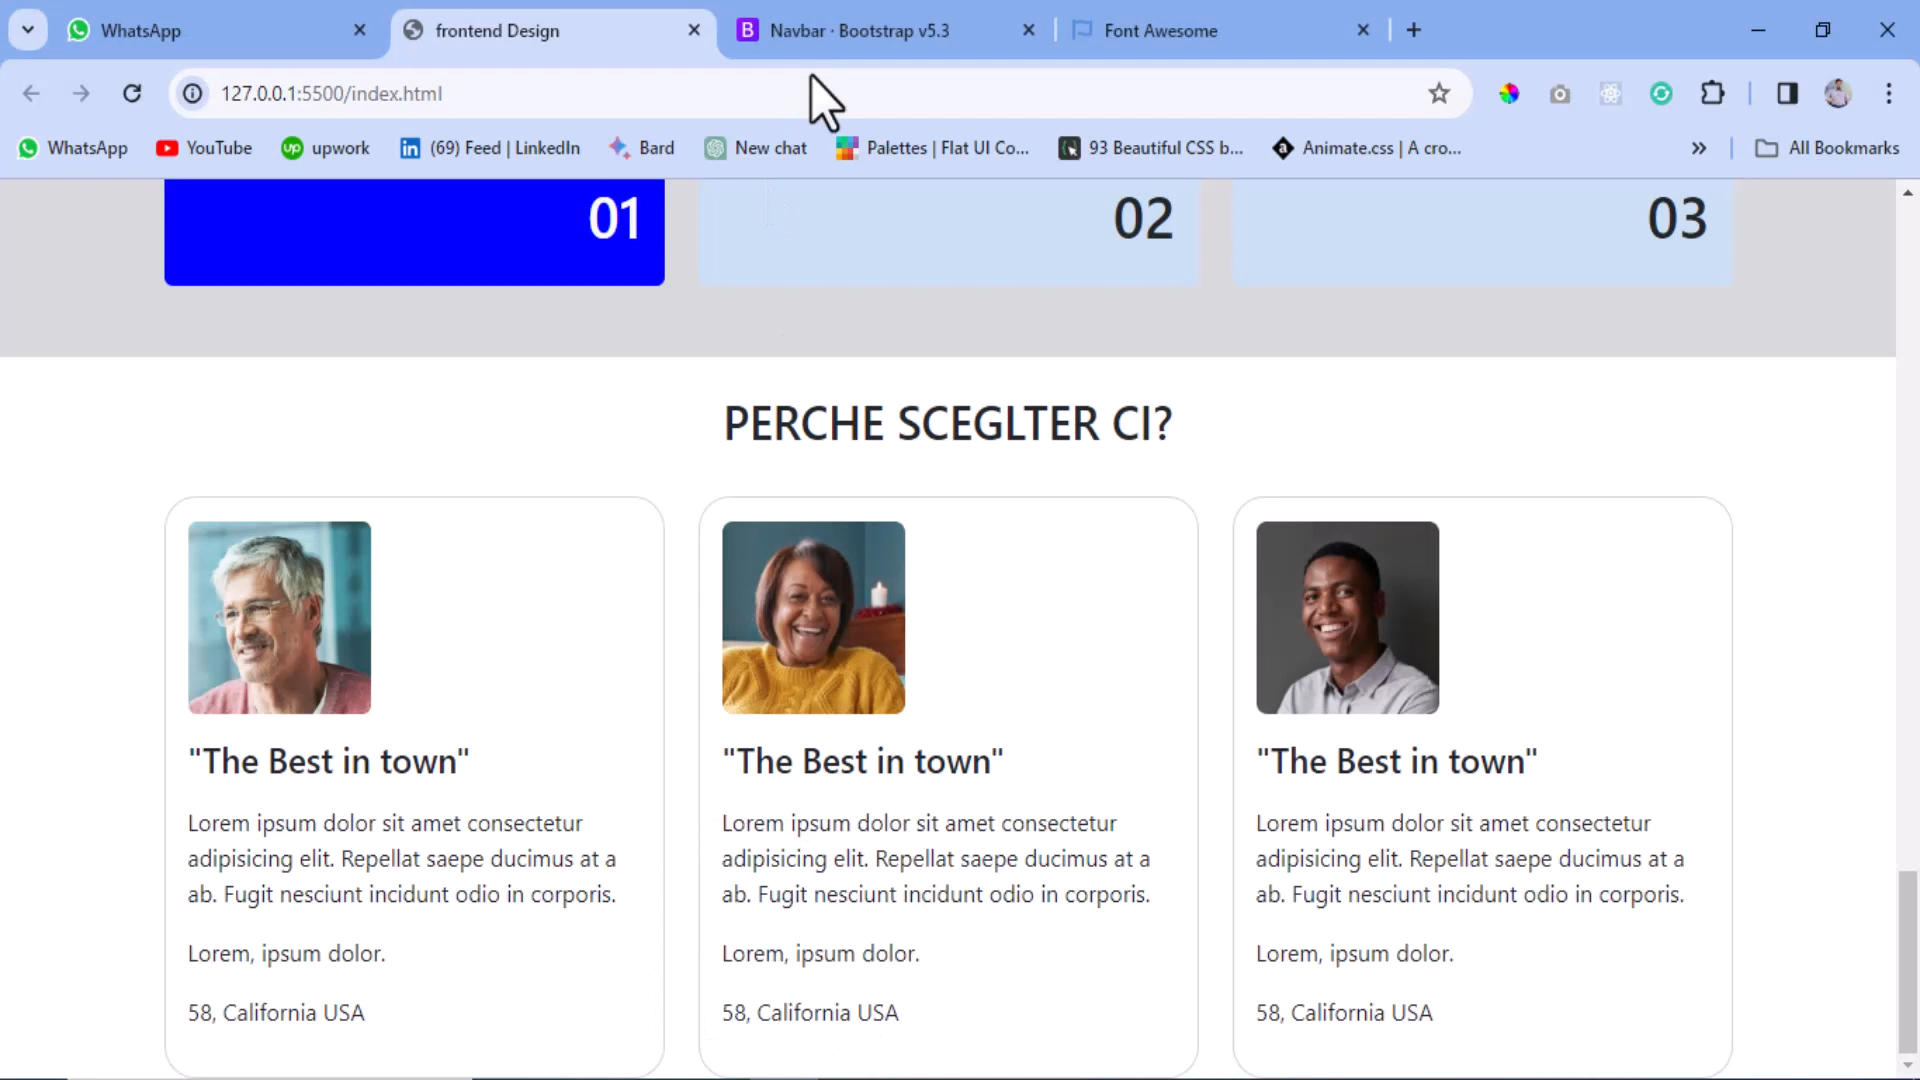 WhatsApp
frontend Design
Navbar · Bootstrap v5.3
Font Awesome
127.0.0.1:5500/index.html
WhatsApp
YouTube
up
upwork
in
(69) Feed | LinkedIn
Bard
New chat
Palettes | Flat UI Co...
93 Beautiful CSS b...
Animate.css | A cro...
All Bookmarks
01
02
03
PERCHE SCEGLTER CI?
"The Best in town"
Lorem ipsum dolor sit amet consectetur
adipisicing elit. Repellat saepe ducimus at a
ab. Fugit nesciunt incidunt odio in corporis.
Lorem, ipsum dolor.
58, California USA
"The Best in town"
Lorem ipsum dolor sit amet consectetur
adipisicing elit. Repellat saepe ducimus at a
ab. Fugit nesciunt incidunt odio in corporis.
Lorem, ipsum dolor.
58, California USA
"The Best in town"
Lorem ipsum dolor sit amet consectetur
adipisicing elit. Repellat saepe ducimus at a
ab. Fugit nesciunt incidunt odio in corporis.
Lorem, ipsum dolor.
58, California USA